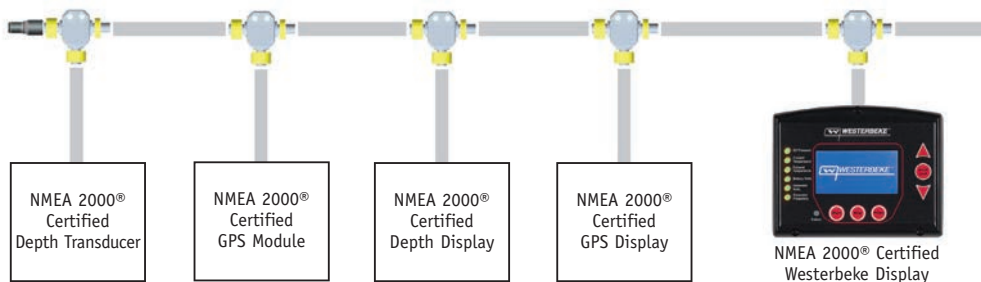 NMEA 2000®
Certified
Depth Transducer
NMEA 2000®
Certified
GPS Module
NMEA 2000®
Certified
Depth Display
NMEA 2000®
Certified
GPS Display
WESTERBEKE
WESTERBEKE
NMEA 2000® Certified
Westerbeke Display